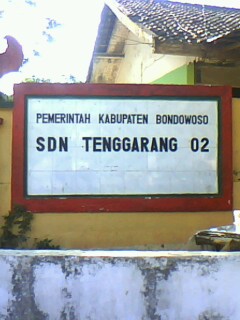 PEMERINTAH KABUPATEN BONDOWOSO
SDN TENGGARANG 02